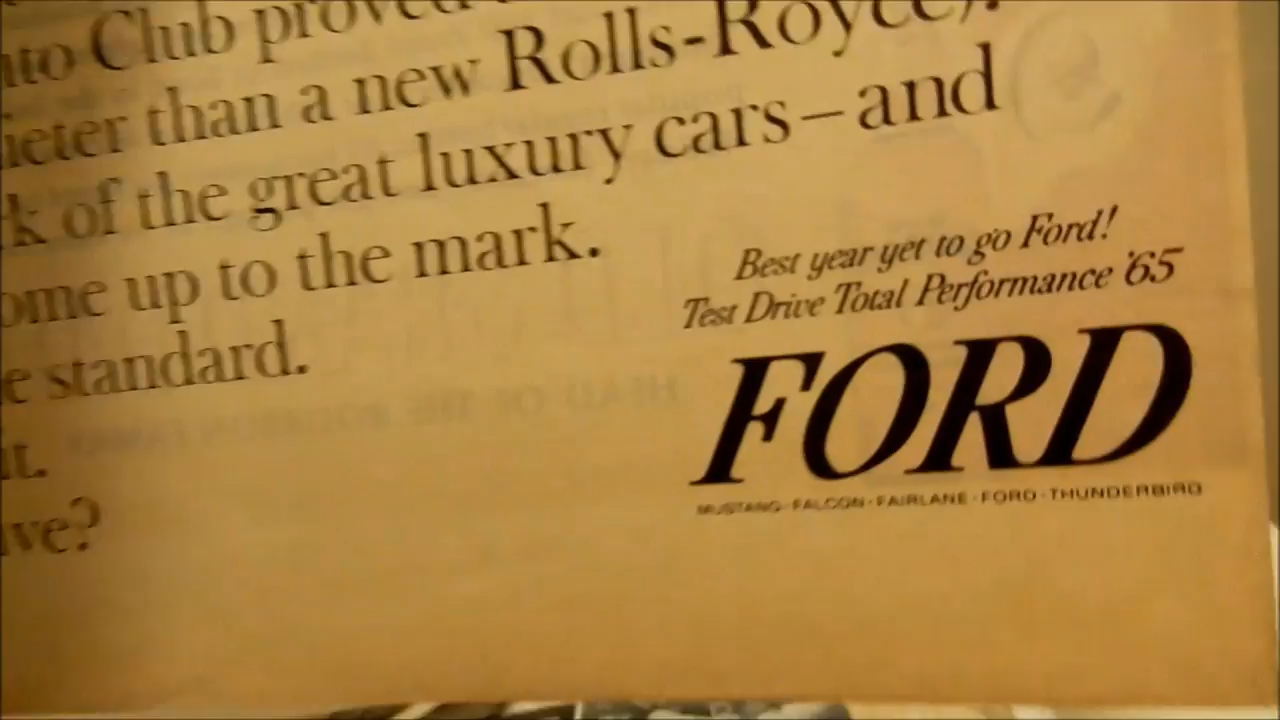 Club proved
than a new Rolls-Royce).
of the great luxury cars—and
up to the mark.
standard.
Best year yet to go Ford!
Test Drive Total Performance '65
FORD
MUSTANG · FALCON · FAIRLANE · FORD · THUNDERBIRD